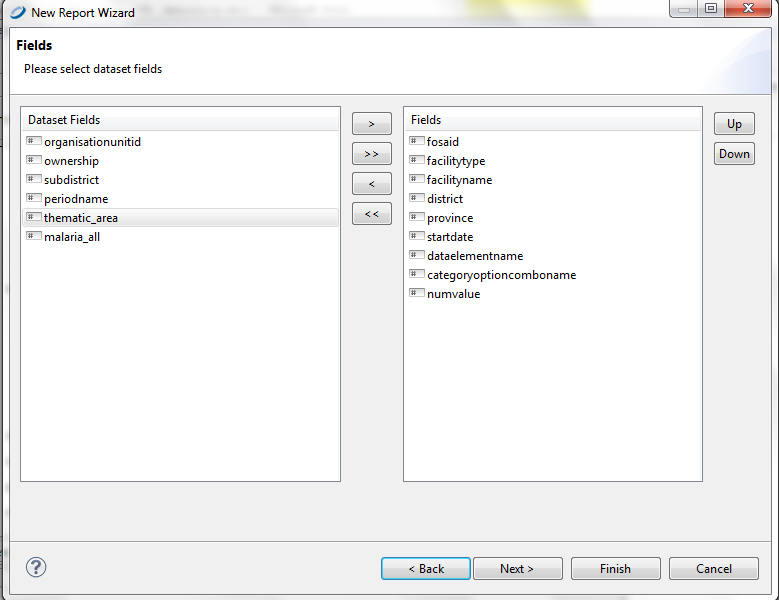 New Report Wizard
Fields
Please select dataset fields
Dataset Fields
organisationunitid
ownership
subdistrict
periodname
thematic_area
malaria_all
>
>>
<
<<
Fields
fosaid
facilitytype
facilityname
district
province
startdate
dataelementname
categoryoptioncomboname
numvalue
Up
Down
?
< Back
Next >
Finish
Cancel